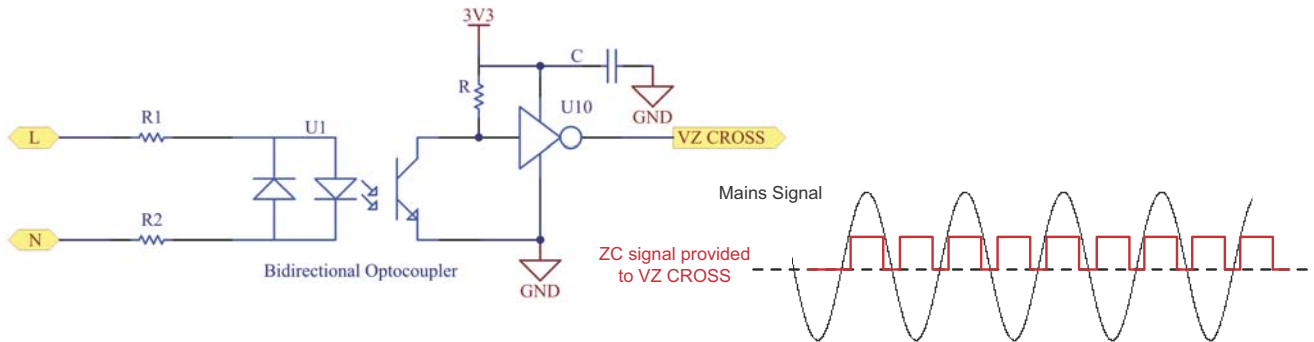 3V3
C
R
U10
GND
R1
U1
L
VZ CROSS
R2
N
Bidirectional Optocoupler
GND
Mains Signal
ZC signal provided
to VZ CROSS